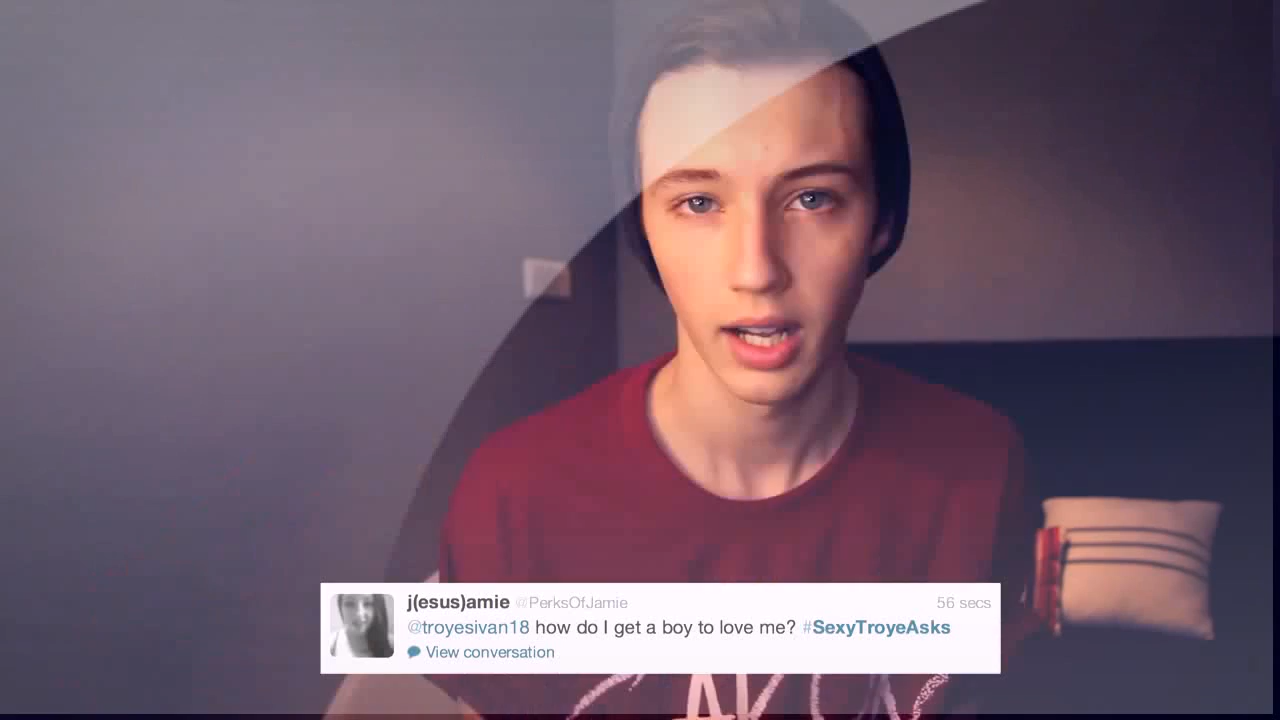 j(esus)amie @PerksOfJamie 56 secs
@troyesivan18 how do I get a boy to love me? #SexyTroyeAsks
View conversation